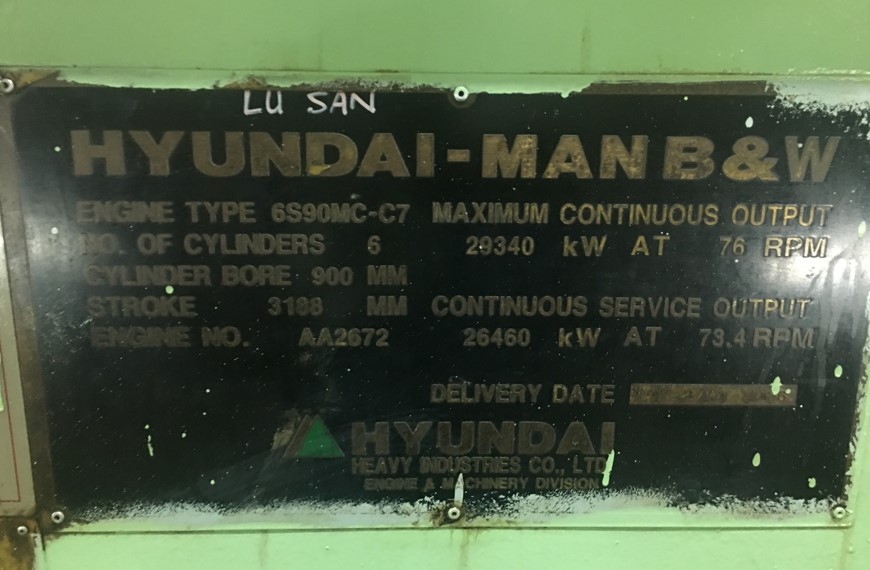 LU SAN
HYUNDAI-MAN B&W
ENGINE TYPE 6S90MC-C7 MAXIMUM CONTINUOUS OUTPUT
NO. OF CYLINDERS 6 29340 kW AT 76 RPM
CYLINDER BORE 900 MM
STROKE 3188 MM CONTINUOUS SERVICE OUTPUT
ENGINE NO. AA2672 26460 kW AT 73.4 RPM
DELIVERY DATE
HYUNDAI
HEAVY INDUSTRIES CO., LTD
ENGINE & MACHINERY DIVISION